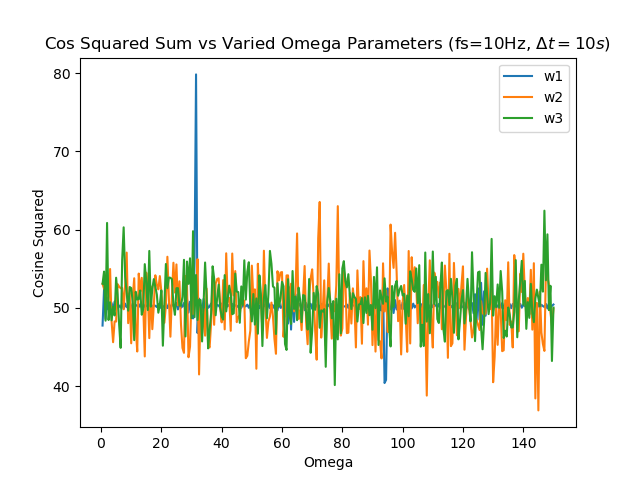 Cos Squared Sum vs Varied Omega Parameters (fs=10Hz, Δt = 10s)
w1
w2
w3
80
70
60
50
40
Cosine Squared
0 20 40 60 80 100 120 140
Omega